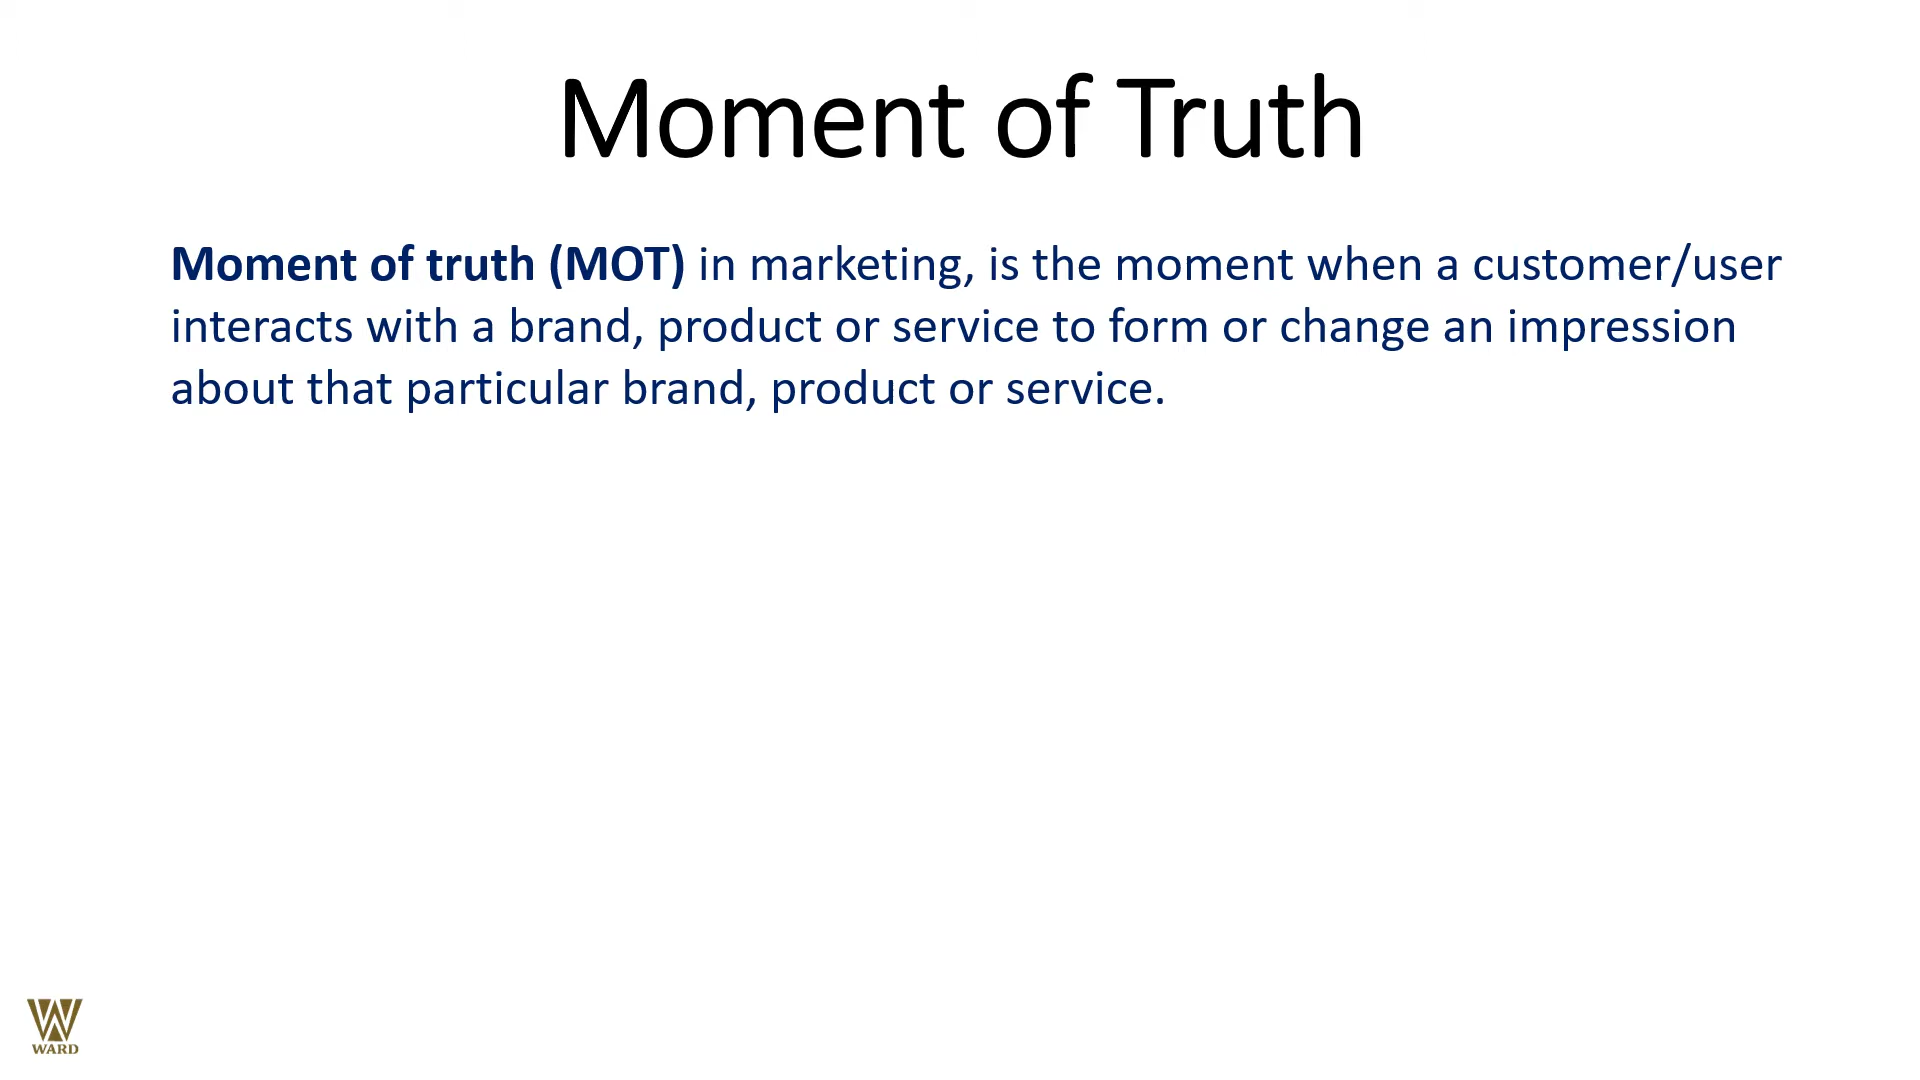 Moment of Truth
Moment of truth (MOT) in marketing, is the moment when a customer/user
interacts with a brand, product or service to form or change an impression
about that particular brand, product or service.
WARD